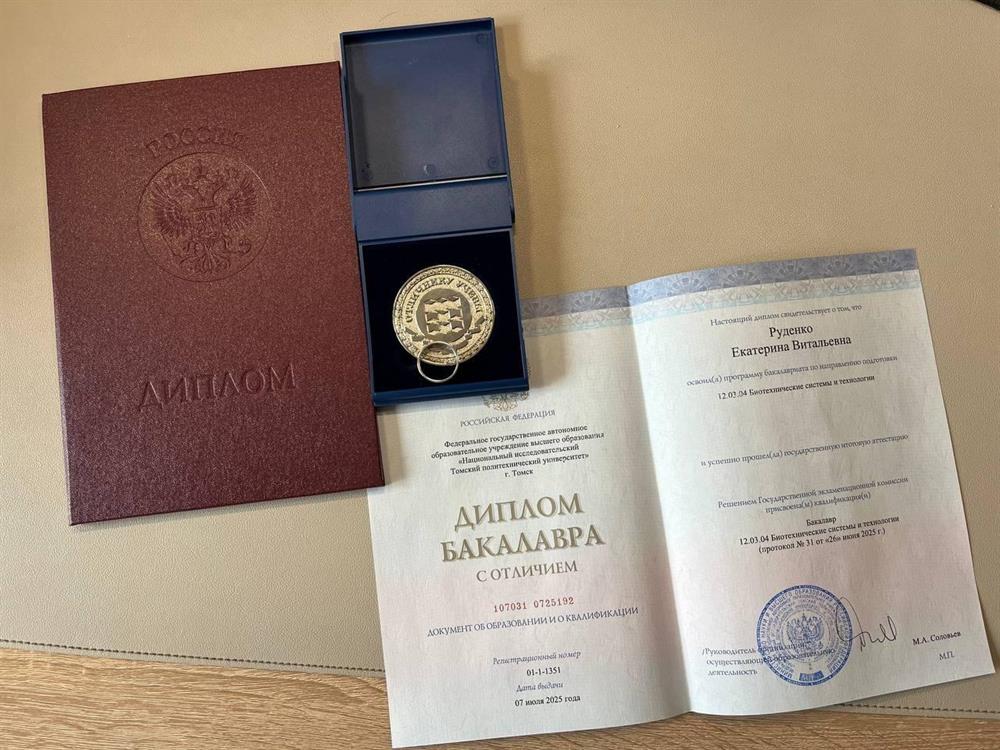 РОССИЯ
ДИПЛОМ
ОТЛИЧНИКУ УЧЕБЫ
РОССИЙСКАЯ ФЕДЕРАЦИЯ
Федеральное государственное автономное
образовательное учреждение высшего образования
«Национальный исследовательский
Томский политехнический университет»
г. Томск
ДИПЛОМ
БАКАЛАВРА
С ОТЛИЧИЕМ
107031 0725192
ДОКУМЕНТ ОБ ОБРАЗОВАНИИ И О КВАЛИФИКАЦИИ
Регистрационный номер
01-1-1351
Дата выдачи
07 июля 2025 года
Настоящий диплом свидетельствует о том, что
Руденко
Екатерина Витальевна
освоил(а) программу бакалавриата по направлению подготовки
12.03.04 Биотехнические системы и технологии
и успешно прошел(ла) государственную итоговую аттестацию
Решением Государственной экзаменационной комиссии
присвоена(ы) квалификация(и)
Бакалавр
12.03.04 Биотехнические системы и технологии
(протокол № 31 от «26» июня 2025 г.)
/Руководитель организации,
осуществляющей образовательную
деятельность
М.А. Соловьев
М.П.